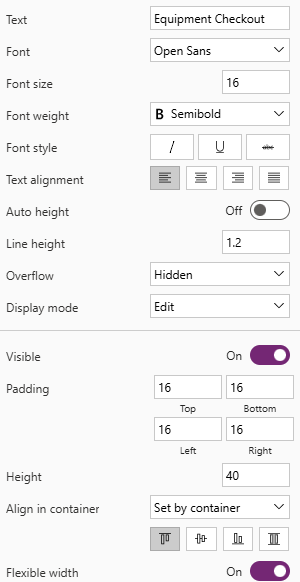 Text Equipment Checkout
Font Open Sans
Font size 16
Font weight B Semibold
Font style / U abc
Text alignment
Auto height Off
Line height 1.2
Overflow Hidden
Display mode Edit
Visible On
Padding 16 16
Top Bottom
16 16
Left Right
Height 40
Align in container Set by container
Flexible width On